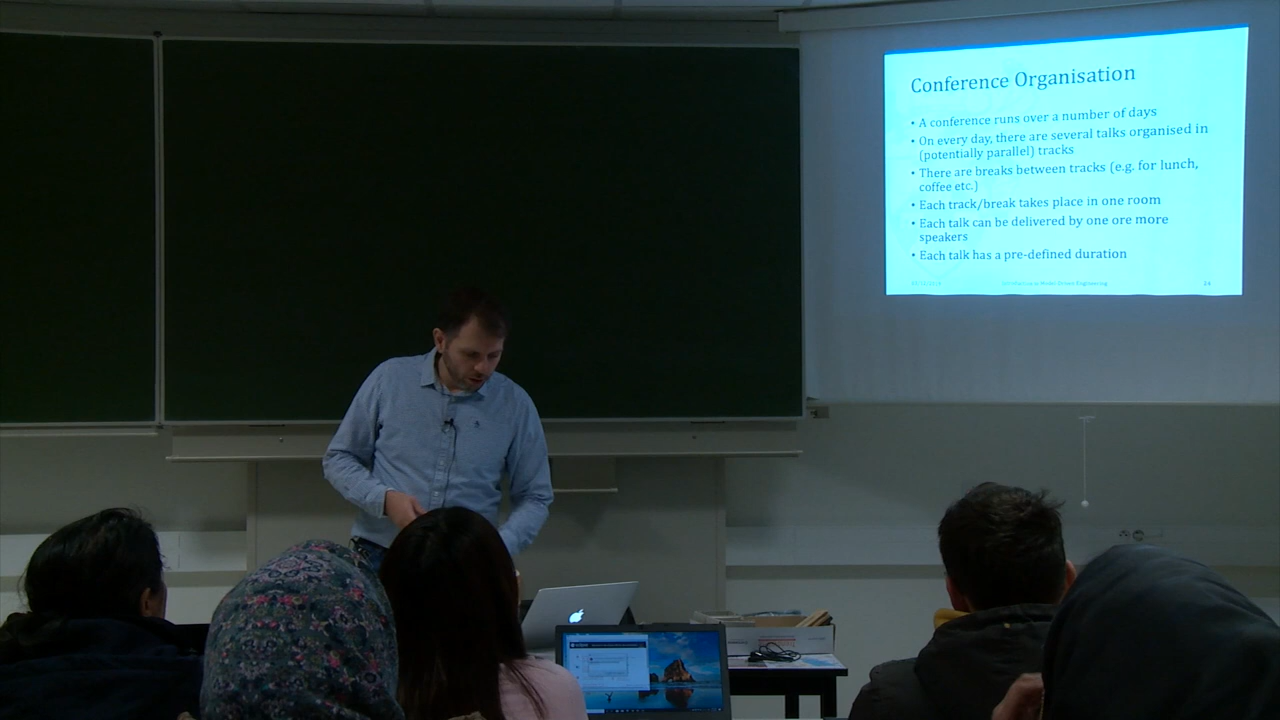 Conference Organisation
• A conference runs over a number of days
• On every day, there are several talks organised in
(potentially parallel) tracks
• There are breaks between tracks (e.g. for lunch,
coffee etc.)
• Each track/break takes place in one room
• Each talk can be delivered by one ore more
speakers
• Each talk has a pre-defined duration
Introduction to Model Driven Engineering
24